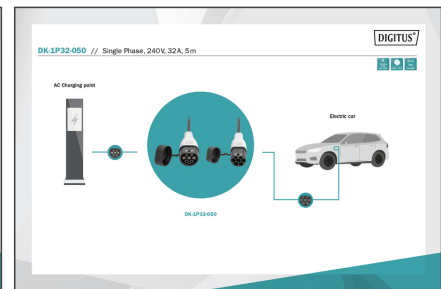 DIGITUS®
DK-1P32-050 // Single Phase, 240V, 32A, 5m
AC Charging point
Electric car
DK-1P32-050